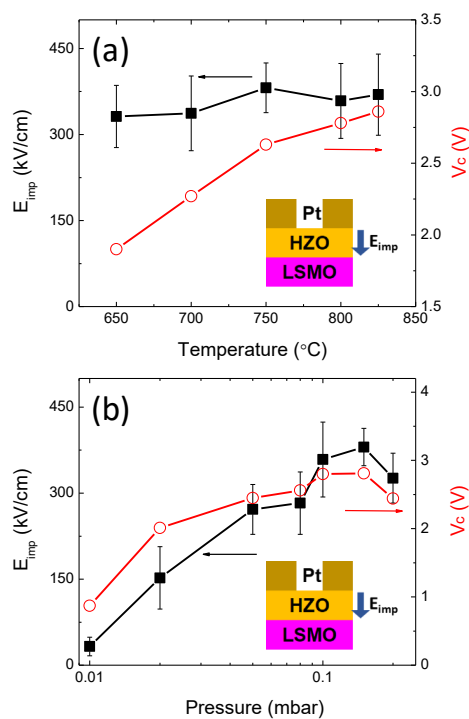 (a)
450
300
150
0
E_imp (kV/cm)
3.5
3.0
2.5
2.0
1.5
Vc (V)
Pt
HZO
E_imp
LSMO
650 700 750 800 850
Temperature (°C)
(b)
450
300
150
0
E_imp (kV/cm)
4
3
2
1
0
Vc (V)
Pt
HZO
E_imp
LSMO
0.01 0.1
Pressure (mbar)